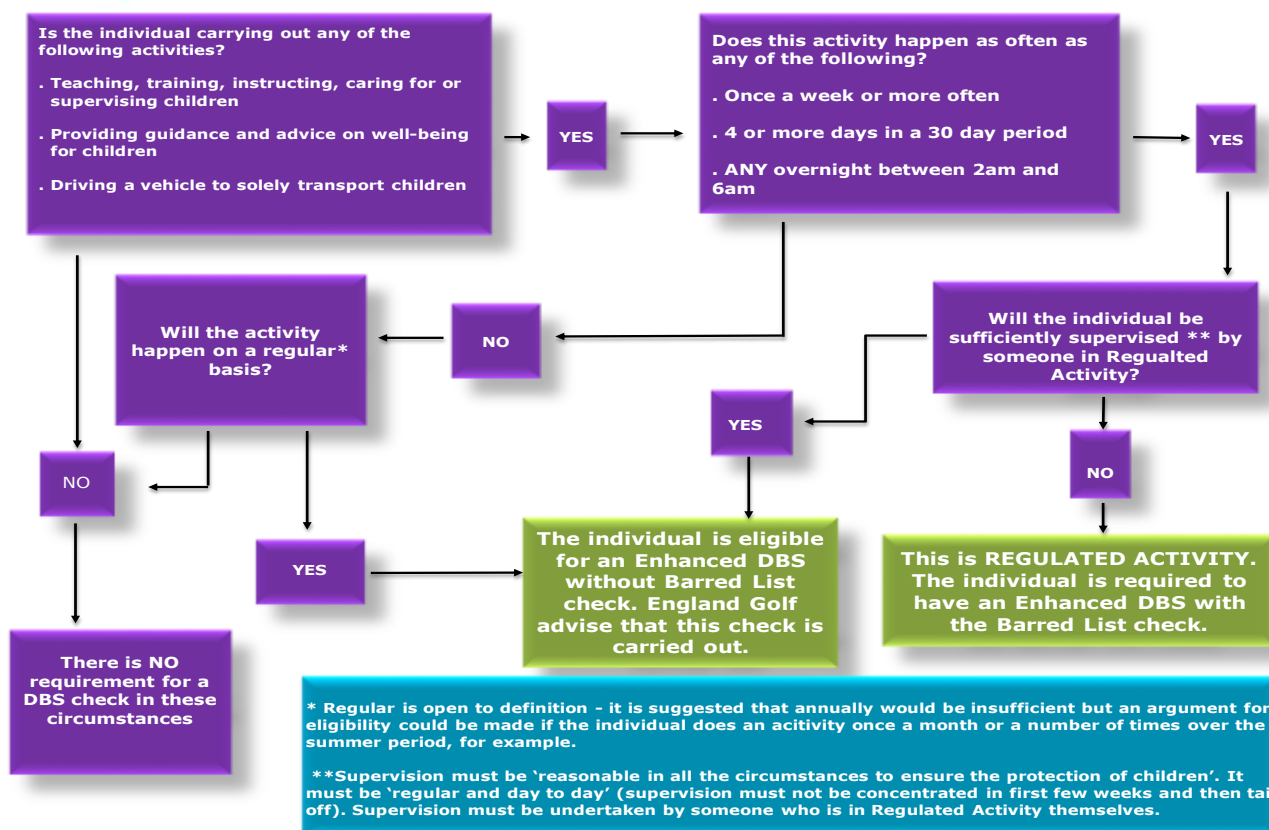 Is the individual carrying out any of the
following activities?
. Teaching, training, instructing, caring for or
supervising children
. Providing guidance and advice on well-being
for children
. Driving a vehicle to solely transport children
YES
Does this activity happen as often as
any of the following?
. Once a week or more often
. 4 or more days in a 30 day period
. ANY overnight between 2am and
6am
YES
Will the activity
happen on a regular*
basis?
NO
Will the individual be
sufficiently supervised ** by
someone in Regualted
Activity?
YES
NO
NO
YES
The individual is eligible
for an Enhanced DBS
without Barred List
check. England Golf
advise that this check is
carried out.
This is REGULATED ACTIVITY.
The individual is required to
have an Enhanced DBS with
the Barred List check.
There is NO
requirement for a
DBS check in these
circumstances
* Regular is open to definition - it is suggested that annually would be insufficient but an argument for
eligibility could be made if the individual does an acitivity once a month or a number of times over the
summer period, for example.
**Supervision must be ‘reasonable in all the circumstances to ensure the protection of children’. It
must be ‘regular and day to day’ (supervision must not be concentrated in first few weeks and then tai
off). Supervision must be undertaken by someone who is in Regulated Activity themselves.